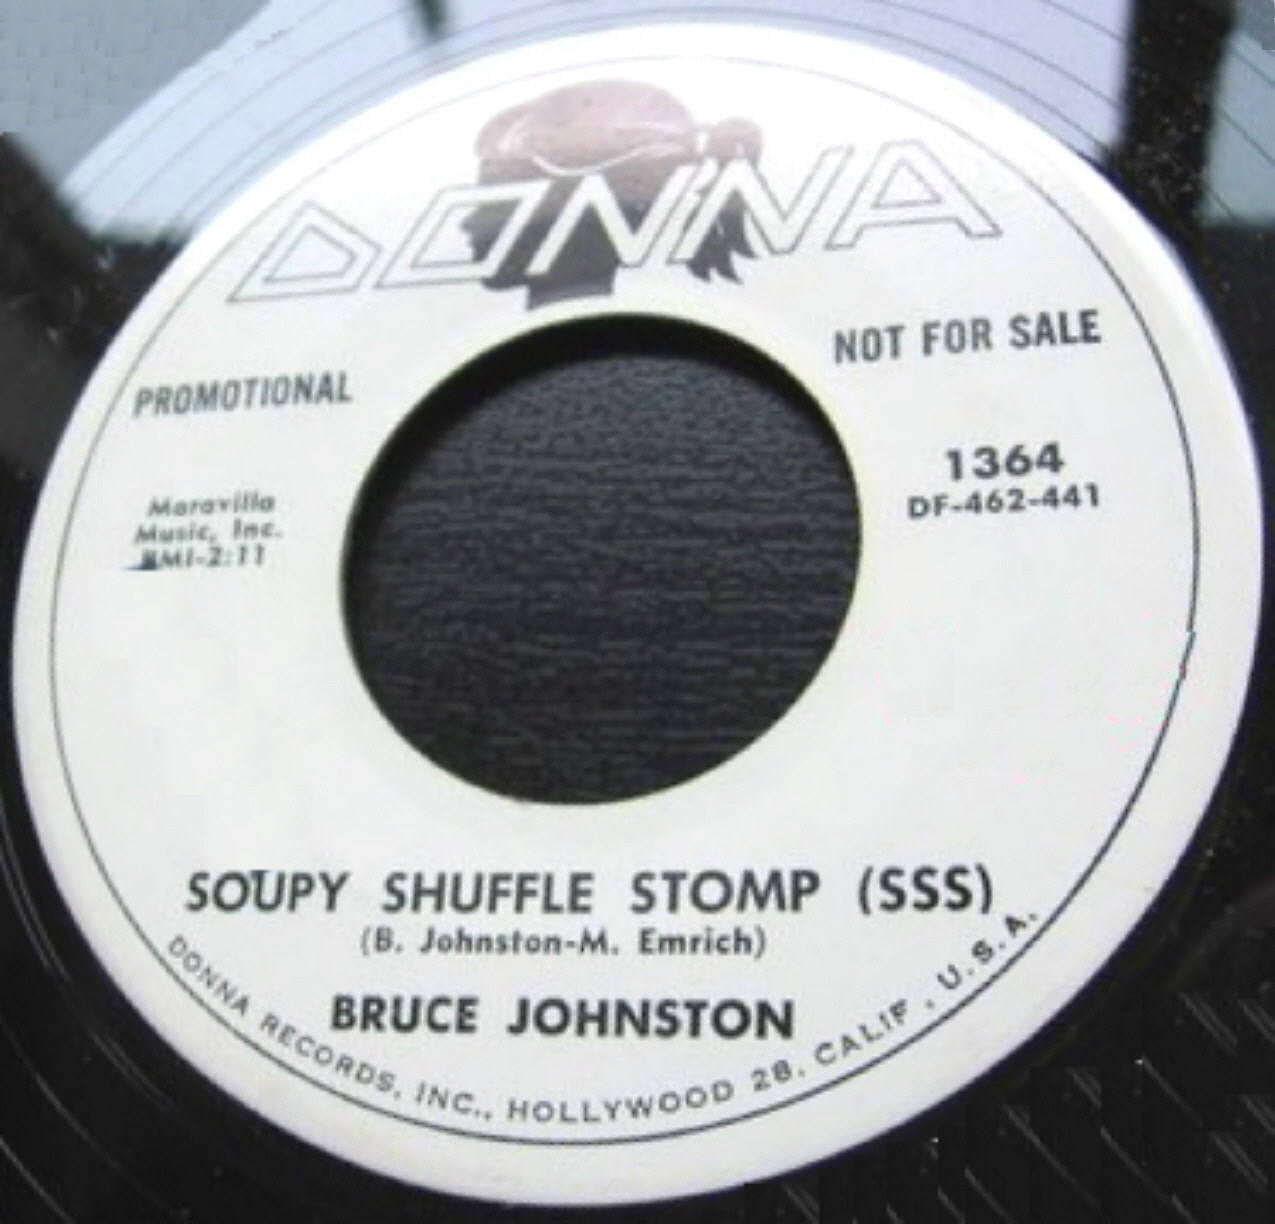 DONNA
PROMOTIONAL
NOT FOR SALE
Maravilla
Music, Inc.
BMI-2:11
1364
DF-462-441
SOUPY SHUFFLE STOMP (SSS)
(B. Johnston-M. Emrich)
BRUCE JOHNSTON
DONNA RECORDS, INC., HOLLYWOOD 28, CALIF., U.S.A.